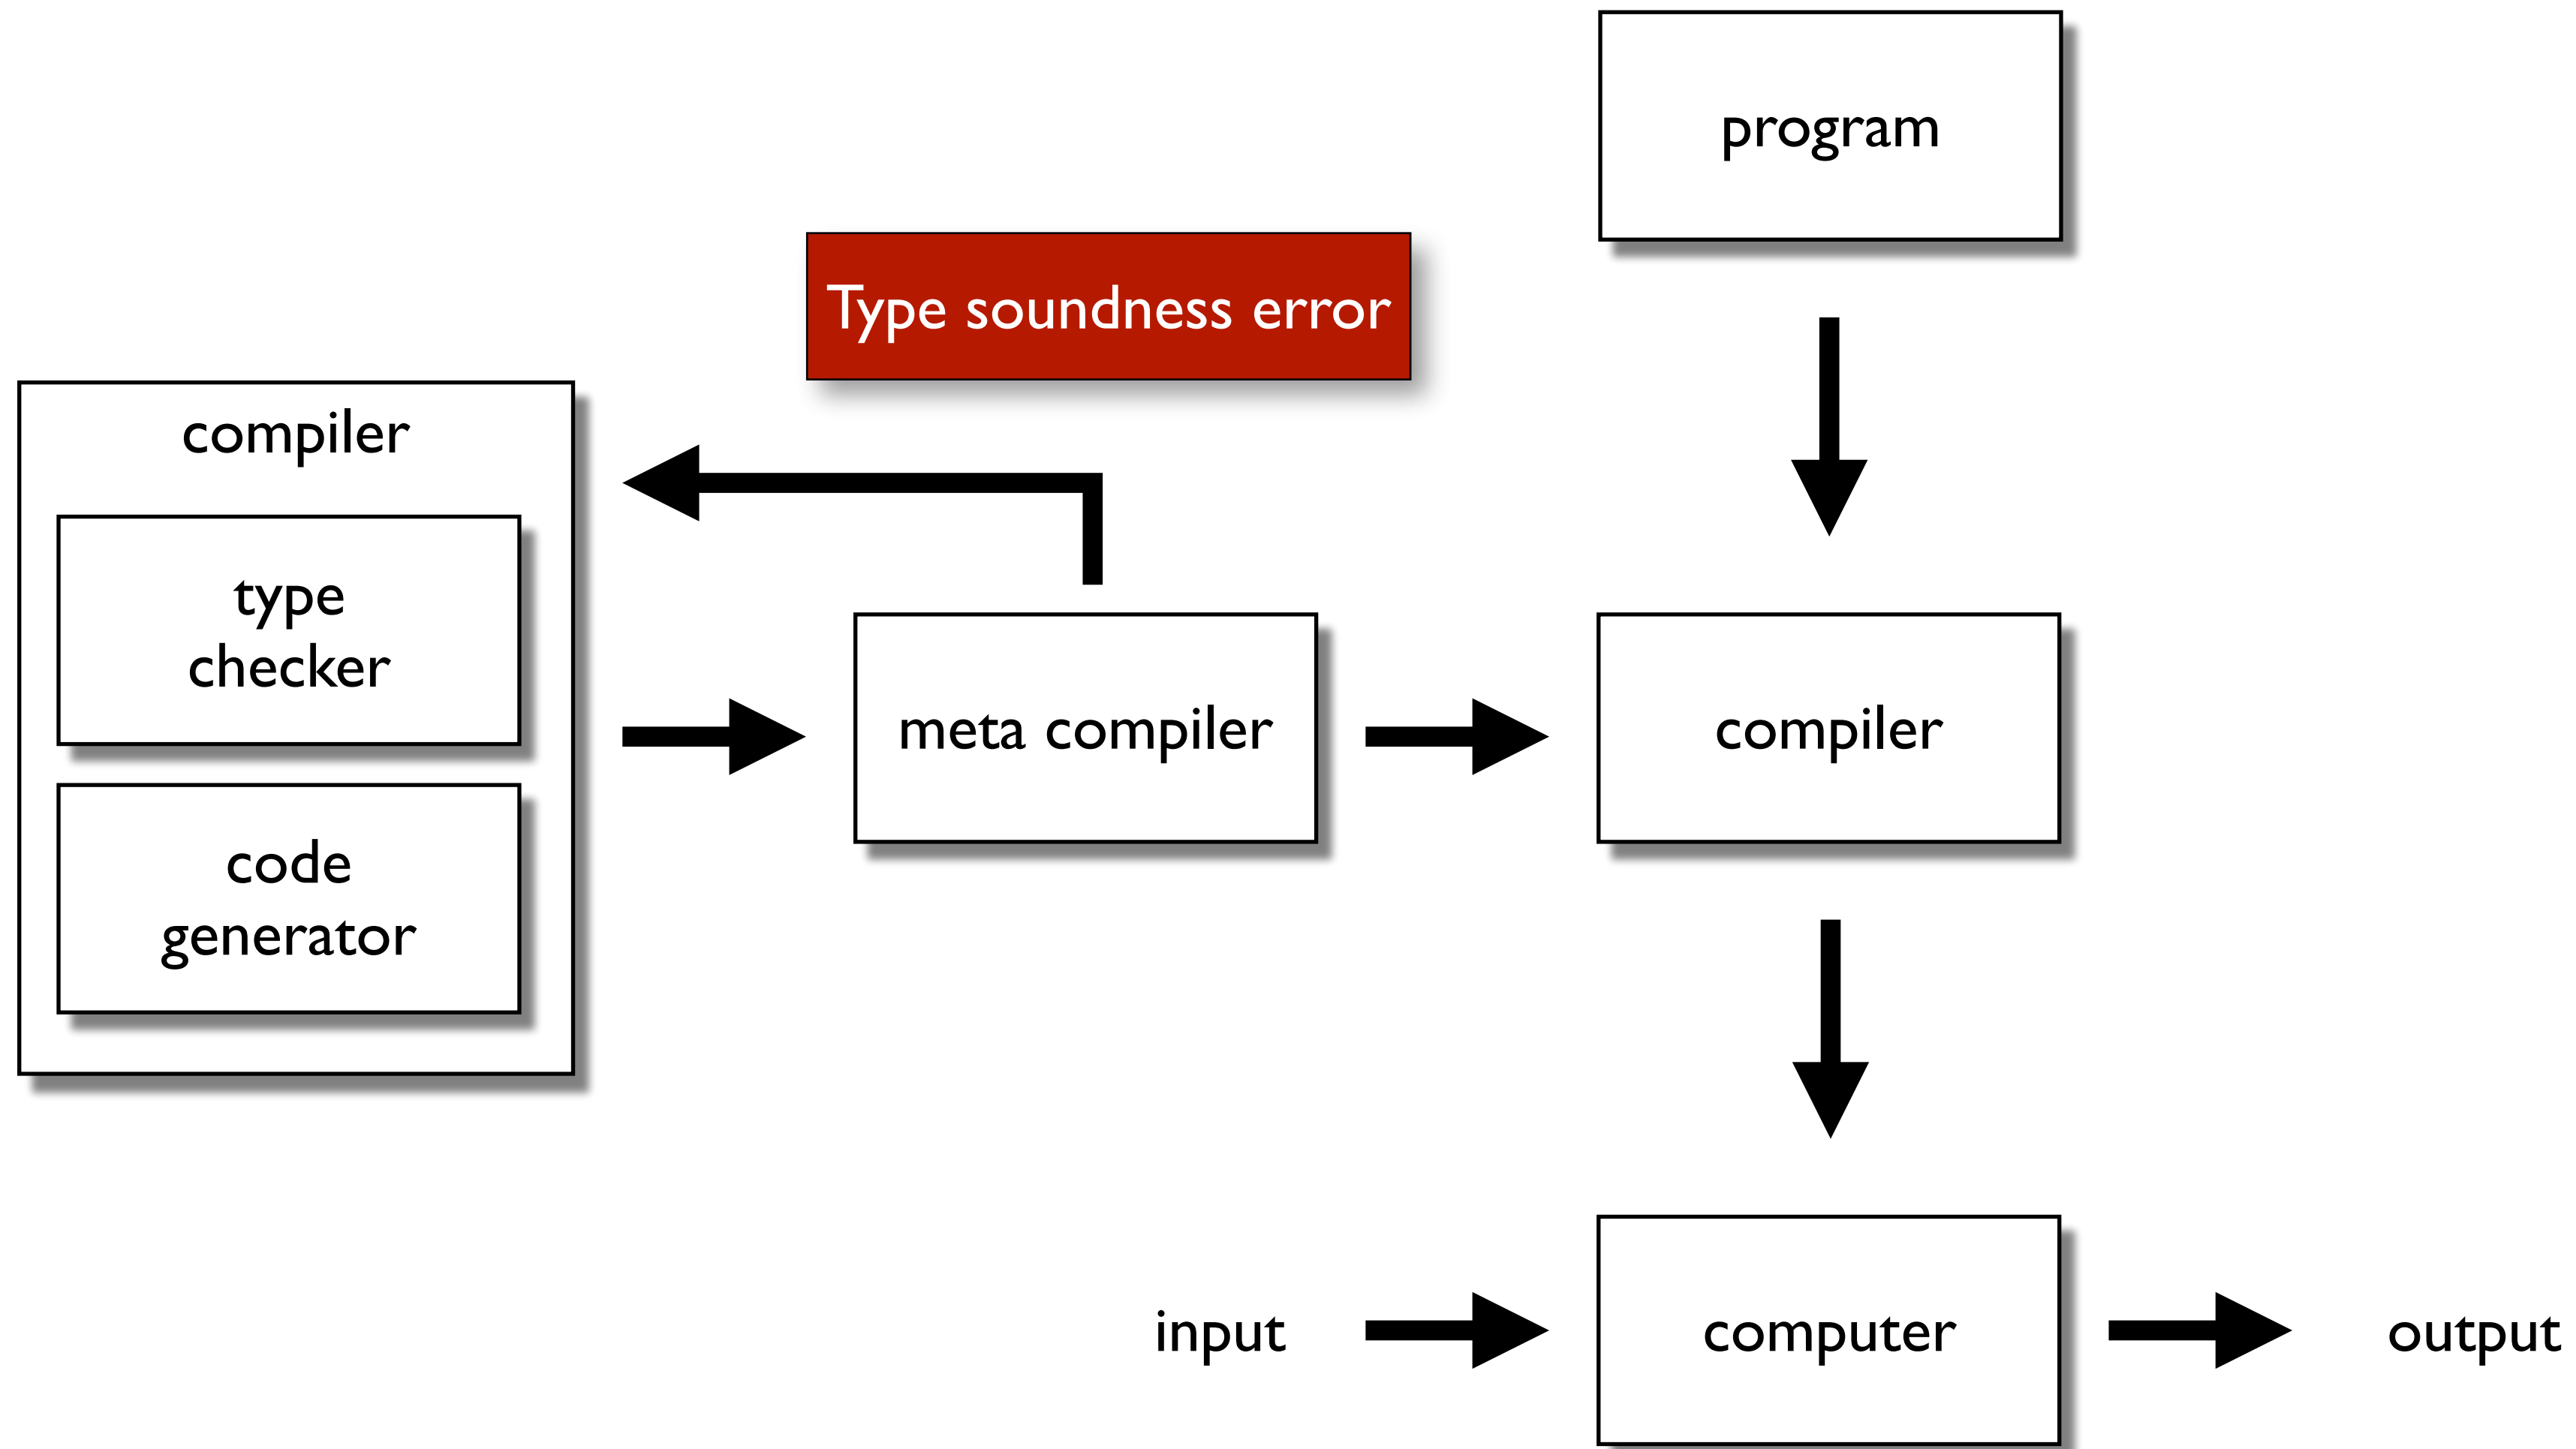 program
Type soundness error
compiler
type
checker
code
generator
meta compiler
compiler
input
computer
output